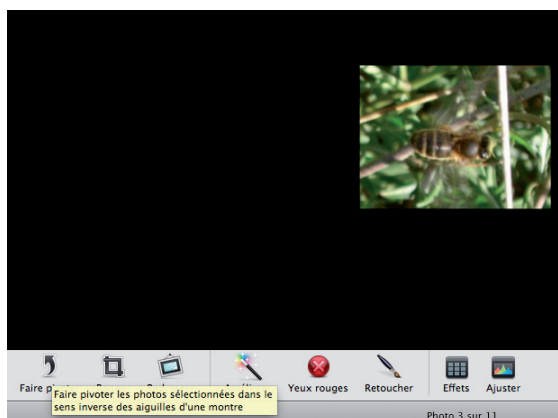 Faire Yeux rouges Retoucher Effets Ajuster
Faire pivoter les photos sélectionnées dans le
sens inverse des aiguilles d'une montre
Photo 3 sur 11